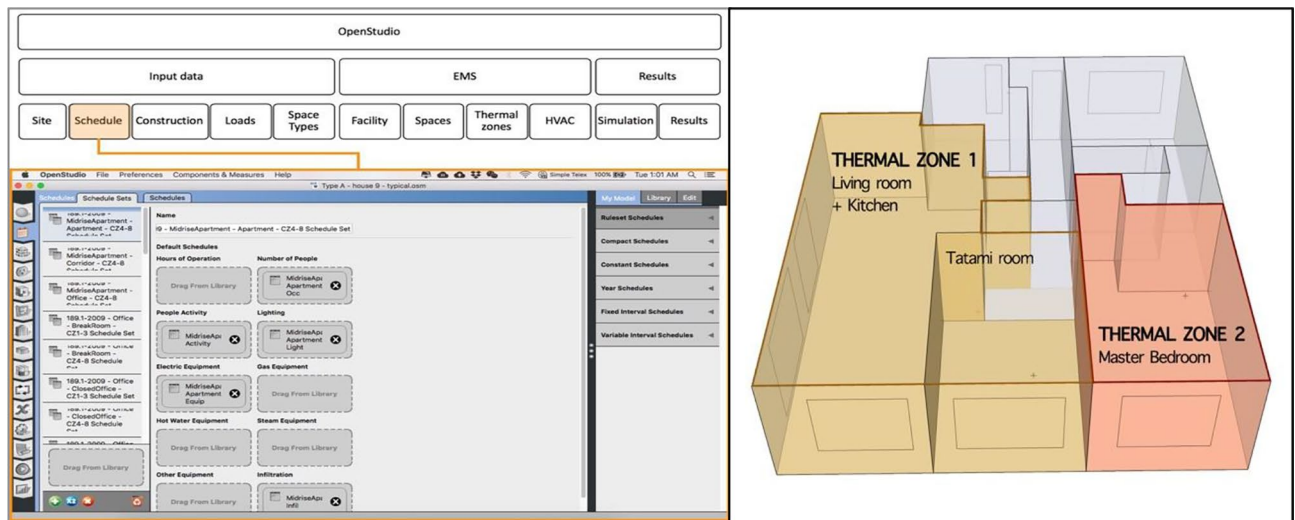 OpenStudio
Input data
EMS
Results
Site
Schedule
Construction
Loads
Space
Types
Facility
Spaces
Thermal
zones
HVAC
Simulation
Results
OpenStudio File Preferences Components & Measures Help
Simple Telex 100% Tue 1:01 AM
Type A - house 9 - typical.osm
Schedules Schedule Sets Schedules
My Model Library Edit
MidriseApartment -
Apartment - CZ4-8
MidriseApartment -
Corridor - CZ4-8
MidriseApartment -
Office - CZ4-8
189.1-2009 - Office
- BreakRoom -
CZ1-3 Schedule Set
- BreakRoom -
CZ4-8 Schedule
189.1-2009 - Office
- ClosedOffice -
CZ1-3 Schedule Set
- ClosedOffice -
CZ4-8 Schedule
Drag From Library
Name
9 - MidriseApartment - Apartment - CZ4-8 Schedule Set
Default Schedules
Hours of Operation
Number of People
Drag From Library
MidriseApa
Apartment
Occ
People Activity
Lighting
MidriseApa
Activity
MidriseApa
Apartment
Light
Electric Equipment
Gas Equipment
MidriseApa
Apartment
Equip
Drag From Library
Hot Water Equipment
Steam Equipment
Drag From Library
Drag From Library
Other Equipment
Infiltration
Drag From Library
MidriseApa
Infil
Ruleset Schedules
Compact Schedules
Constant Schedules
Year Schedules
Fixed Interval Schedules
Variable Interval Schedules
THERMAL ZONE 1
Living room
+ Kitchen
Tatami room
THERMAL ZONE 2
Master Bedroom